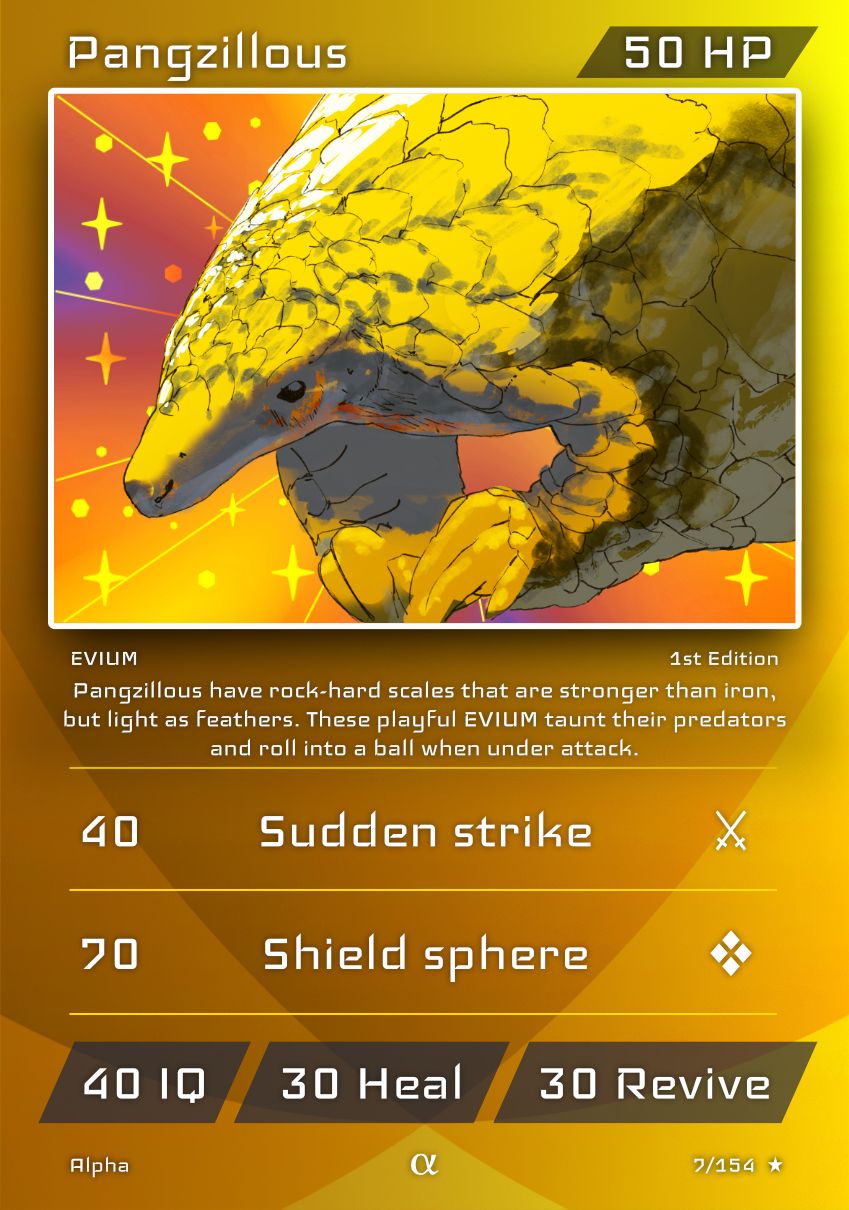 Pangzillous
50 HP
EVIUM
1st Edition
Pangzillous have rock-hard scales that are stronger than iron,
but light as feathers. These playful EVIUM taunt their predators
and roll into a ball when under attack.
40 Sudden strike
70 Shield sphere
40 IQ
30 Heal
30 Revive
Alpha
α
7/154 ★